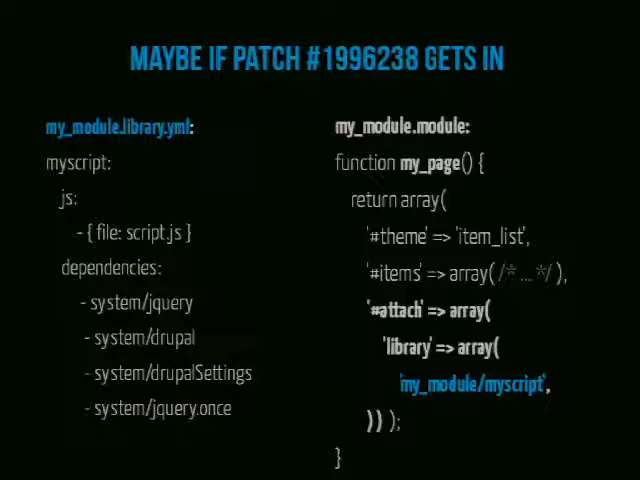 MAYBE IF PATCH #1996238 GETS IN
my_module.library.yml:
myscript:
js:
- { file: script.js }
dependencies:
- system/jquery
- system/drupal
- system/drupalSettings
- system/jquery.once
my_module.module:
function my_page() {
return array(
'#theme' => 'item_list',
'#items' => array( /* ... */ ),
'#attach' => array(
'library' => array(
'my_module/myscript',
)) );
}